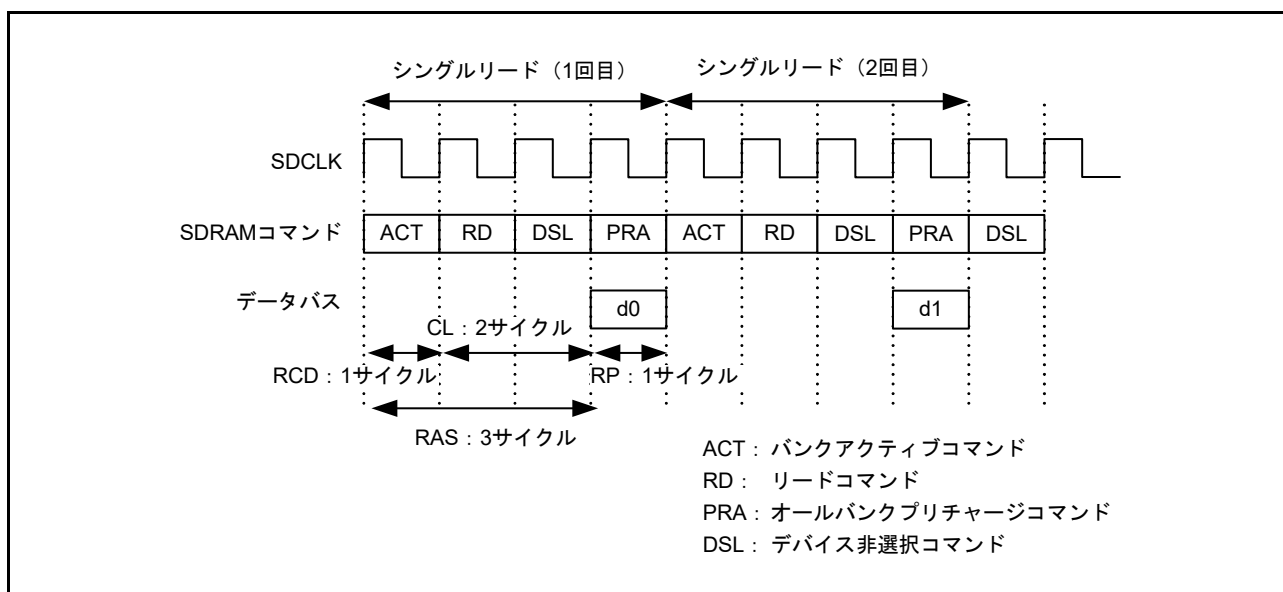 シングルリード（1回目） シングルリード（2回目）
SDCLK
SDRAMコマンド ACT RD DSL PRA ACT RD DSL PRA DSL
データバス d0 d1
CL：2サイクル
RCD：1サイクル RP：1サイクル
RAS：3サイクル
ACT： バンクアクティブコマンド
RD： リードコマンド
PRA： オールバンクプリチャージコマンド
DSL： デバイス非選択コマンド